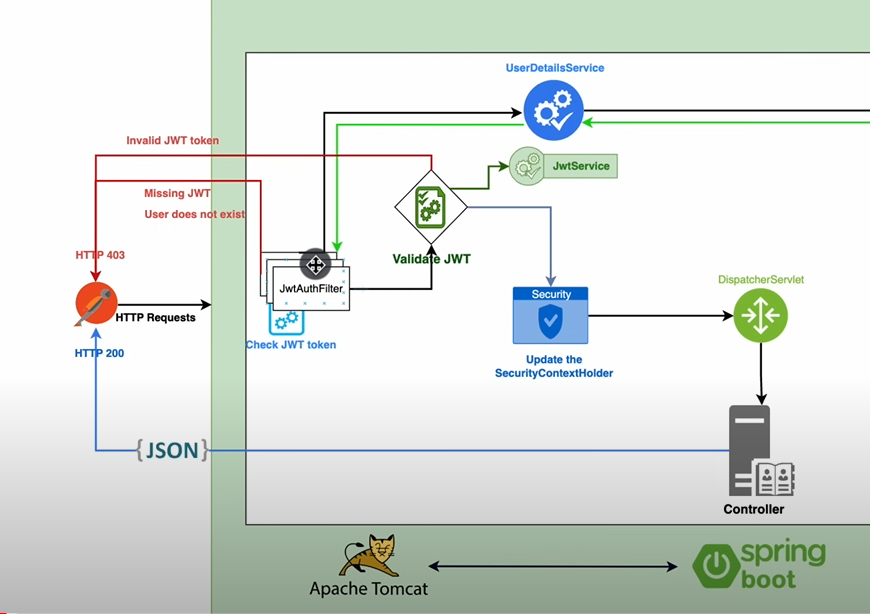 UserDetailsService
Invalid JWT token
JwtService
Missing JWT
User does not exist
HTTP 403
Validate JWT
JwtAuthFilter
DispatcherServlet
Security
HTTP Requests
Check JWT token
HTTP 200
Update the
SecurityContextHolder
{JSON}
Controller
Apache Tomcat
spring
boot